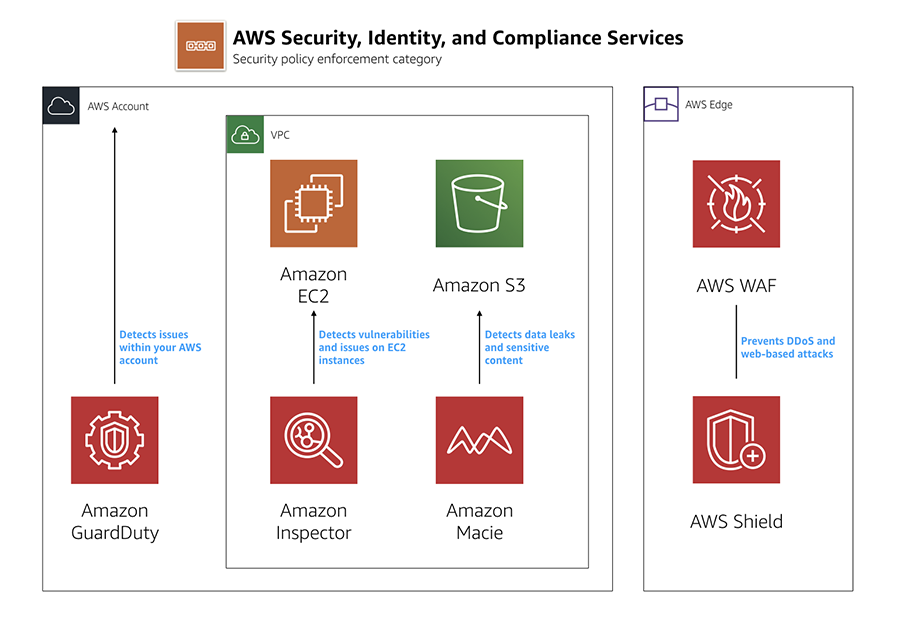 AWS Security, Identity, and Compliance Services
Security policy enforcement category
AWS Account
VPC
Amazon
EC2
Amazon S3
Detects issues
within your AWS
account
Detects vulnerabilities
and issues on EC2
instances
Detects data leaks
and sensitive
content
Amazon
GuardDuty
Amazon
Inspector
Amazon
Macie
AWS Edge
AWS WAF
Prevents DDoS and
web-based attacks
AWS Shield